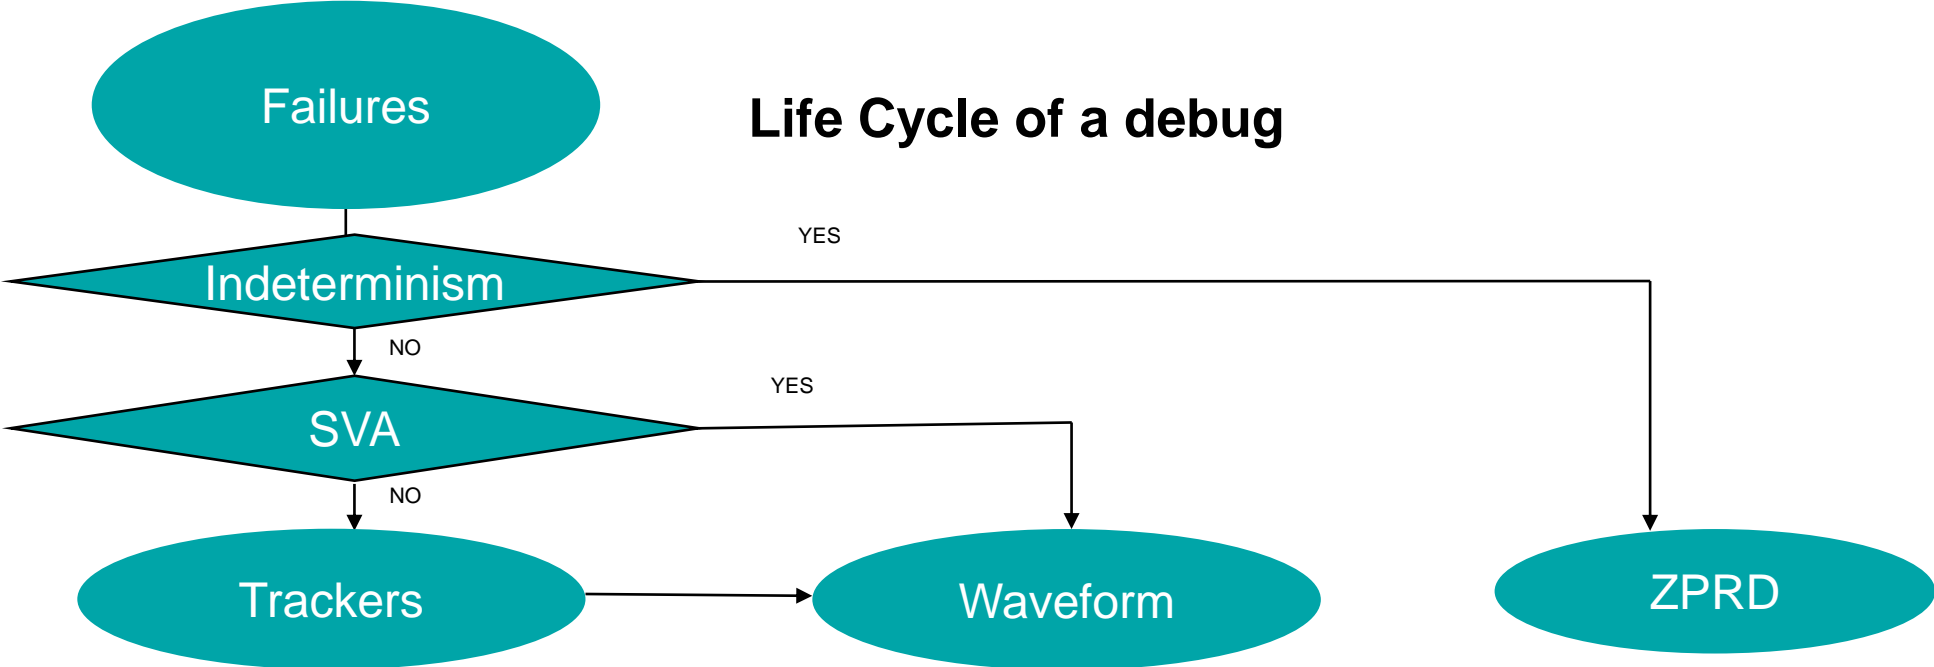 Failures
Life Cycle of a debug
YES
Indeterminism
NO
YES
SVA
NO
Trackers
Waveform
ZPRD